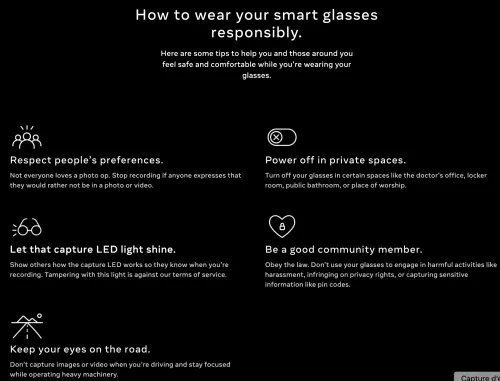 How to wear your smart glasses
responsibly.
Here are some tips to help you and those around you
feel safe and comfortable while you're wearing your
glasses.
Respect people's preferences.
Not everyone loves a photo op. Stop recording if anyone expresses that
they would rather not be in a photo or video.
Power off in private spaces.
Turn off your glasses in certain spaces like the doctor's office, locker
room, public bathroom, or place of worship.
Let that capture LED light shine.
Show others how the capture LED works so they know when you're
recording. Tampering with this light is against our terms of service.
Be a good community member.
Obey the law. Don't use your glasses to engage in harmful activities like
harassment, infringing on privacy rights, or capturing sensitive
information like pin codes.
Keep your eyes on the road.
Don't capture images or video when you're driving and stay focused
while operating heavy machinery.
Capture